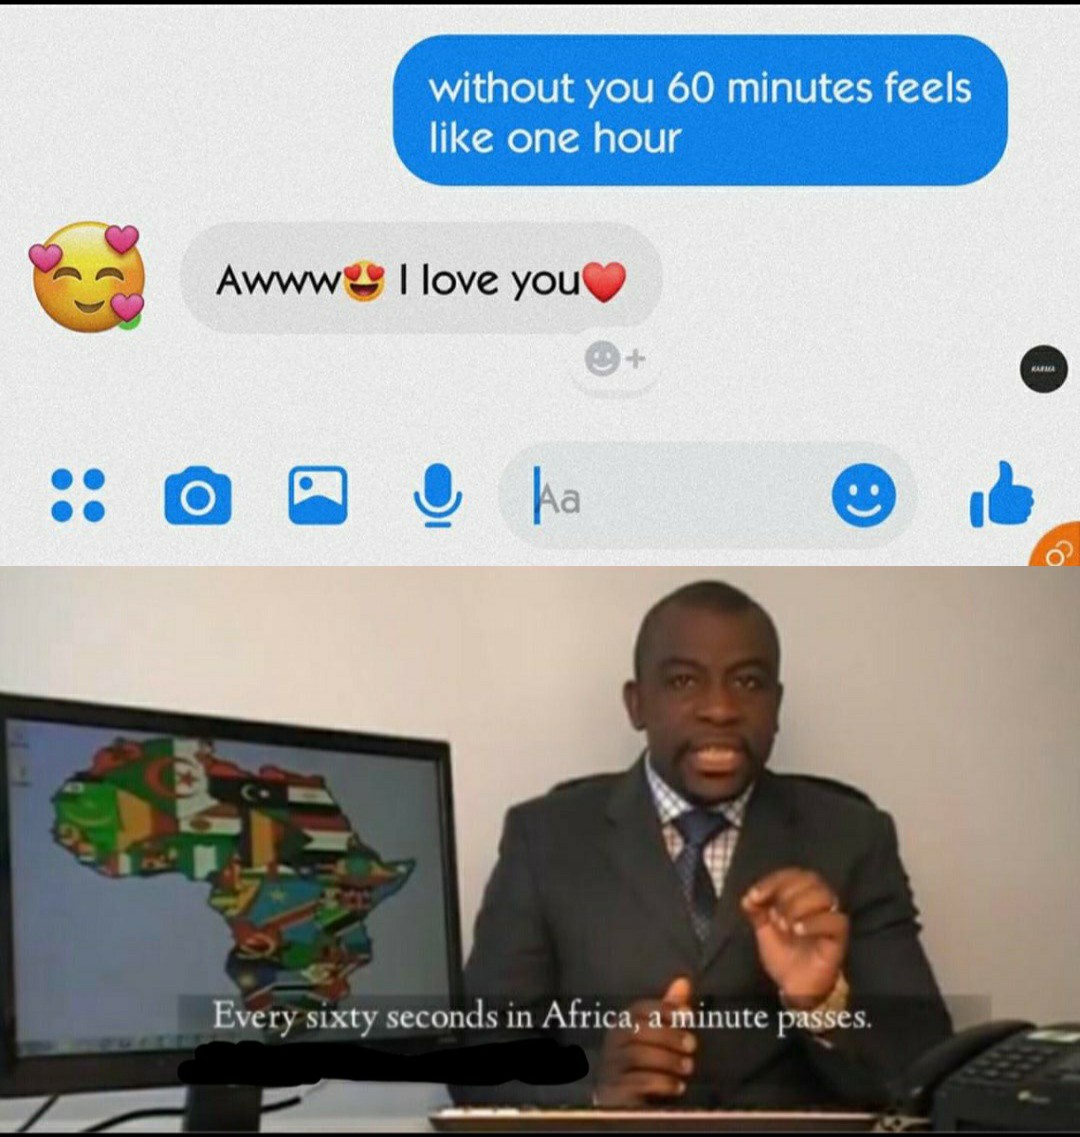 without you 60 minutes feels
like one hour
Awww😍 I love you❤️
Aa
Every sixty seconds in Africa, a minute passes.